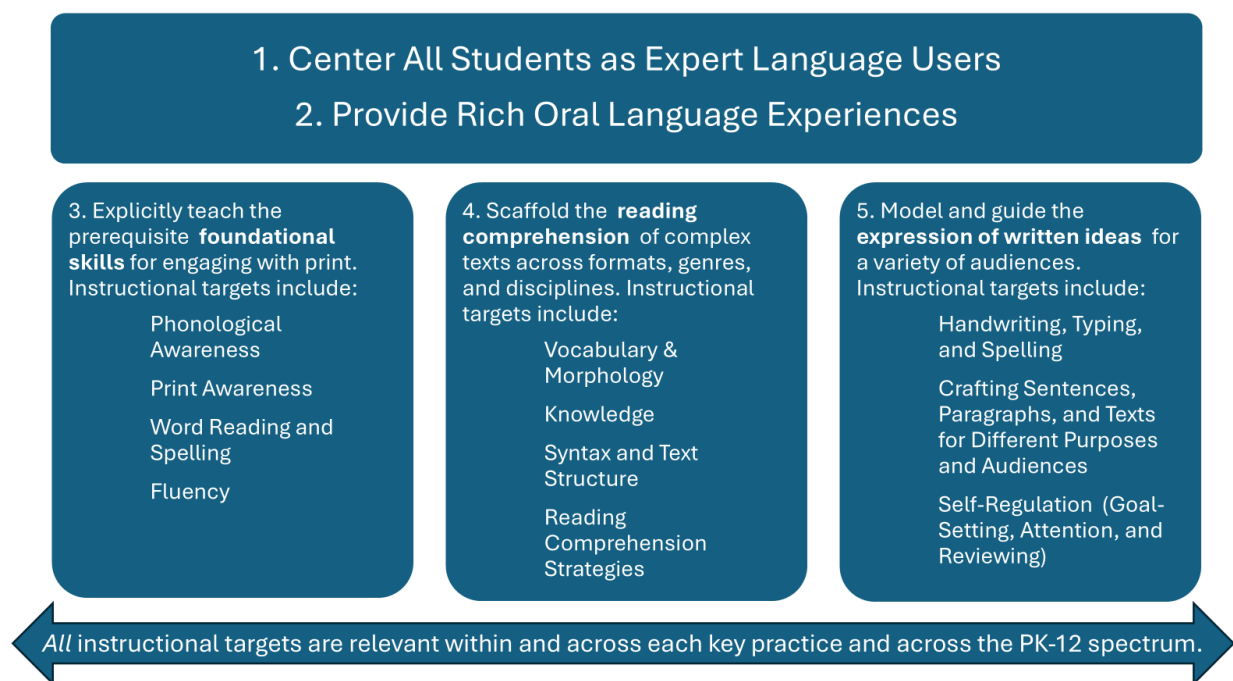 1. Center All Students as Expert Language Users
2. Provide Rich Oral Language Experiences
3. Explicitly teach the
prerequisite foundational
skills for engaging with print.
Instructional targets include:
Phonological
Awareness
Print Awareness
Word Reading and
Spelling
Fluency
4. Scaffold the reading
comprehension of complex
texts across formats, genres,
and disciplines. Instructional
targets include:
Vocabulary &
Morphology
Knowledge
Syntax and Text
Structure
Reading
Comprehension
Strategies
5. Model and guide the
expression of written ideas for
a variety of audiences.
Instructional targets include:
Handwriting, Typing,
and Spelling
Crafting Sentences,
Paragraphs, and Texts
for Different Purposes
and Audiences
Self-Regulation (Goal-
Setting, Attention, and
Reviewing)
All instructional targets are relevant within and across each key practice and across the PK-12 spectrum.